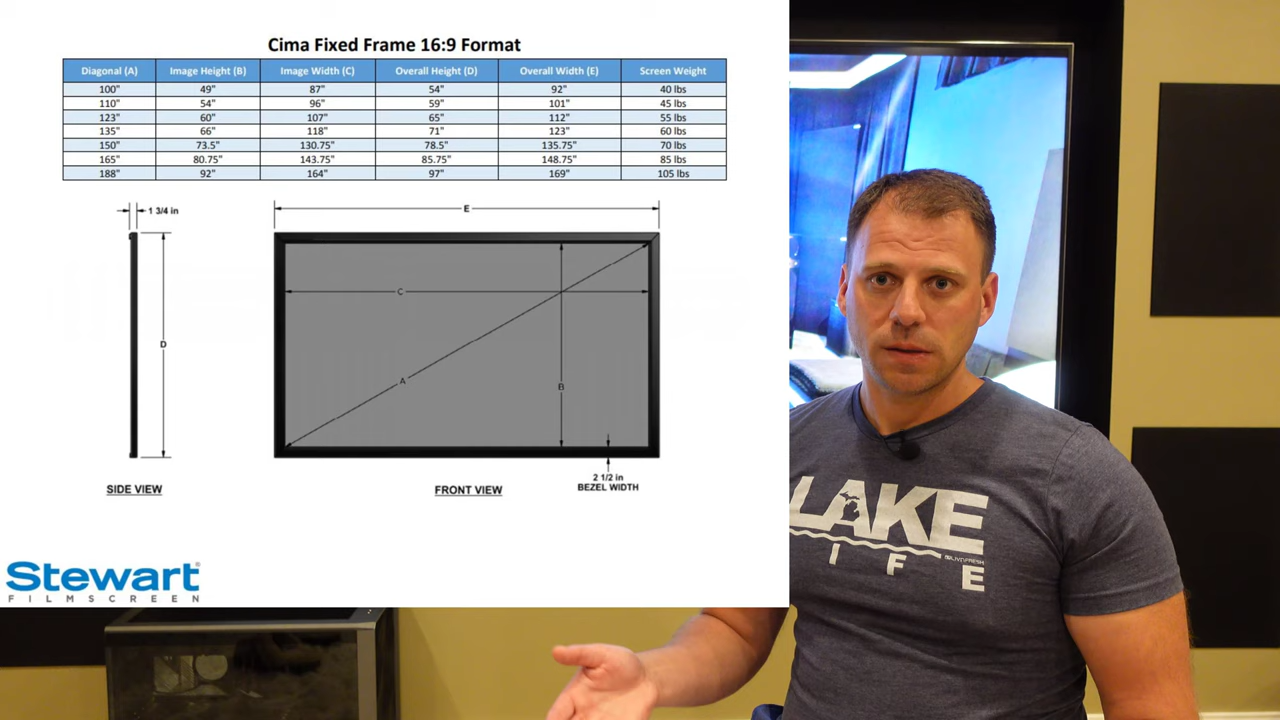 Cima Fixed Frame 16:9 Format
Diagonal (A) Image Height (B) Image Width (C) Overall Height (D) Overall Width (E) Screen Weight
100" 49" 87" 54" 92" 40 lbs
110" 54" 96" 59" 101" 45 lbs
123" 60" 107" 65" 112" 55 lbs
135" 66" 118" 71" 123" 60 lbs
150" 73.5" 130.75" 78.5" 135.75" 70 lbs
165" 80.75" 143.75" 85.75" 148.75" 85 lbs
188" 92" 164" 97" 169" 105 lbs
1 3/4 in
E
C
D
A
B
2 1/2 in
BEZEL WIDTH
SIDE VIEW
FRONT VIEW
Stewart®
FILMSCREEN
LAKE
IFE